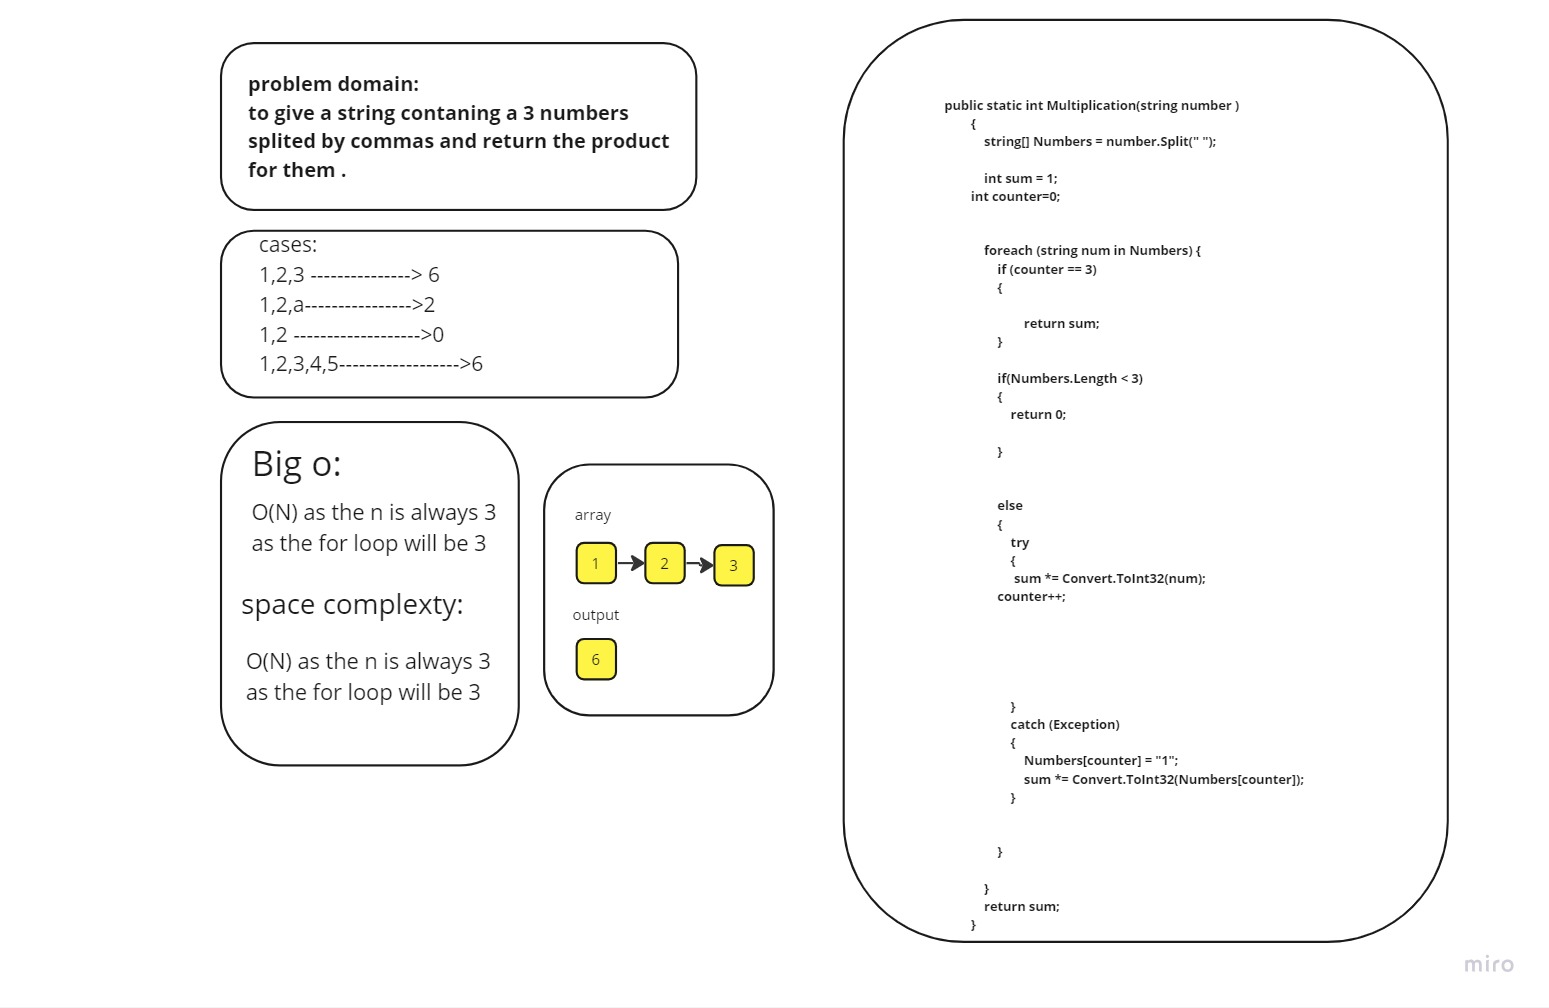 problem domain:
to give a string contaning a 3 numbers
splited by commas and return the product
for them .
cases:
1,2,3 ---------------> 6
1,2,a---------------->2
1,2 ------------------->0
1,2,3,4,5------------------>6
Big o:
O(N) as the n is always 3
as the for loop will be 3
space complexty:
O(N) as the n is always 3
as the for loop will be 3
array
1
2
3
output
6
public static int Multiplication(string number )
{
string[] Numbers = number.Split(" ");
int sum = 1;
int counter=0;
foreach (string num in Numbers) {
if (counter == 3)
{
return sum;
}
if(Numbers.Length < 3)
{
return 0;
}
else
{
try
{
sum *= Convert.ToInt32(num);
counter++;
}
catch (Exception)
{
Numbers[counter] = "1";
sum *= Convert.ToInt32(Numbers[counter]);
}
}
}
return sum;
}
miro